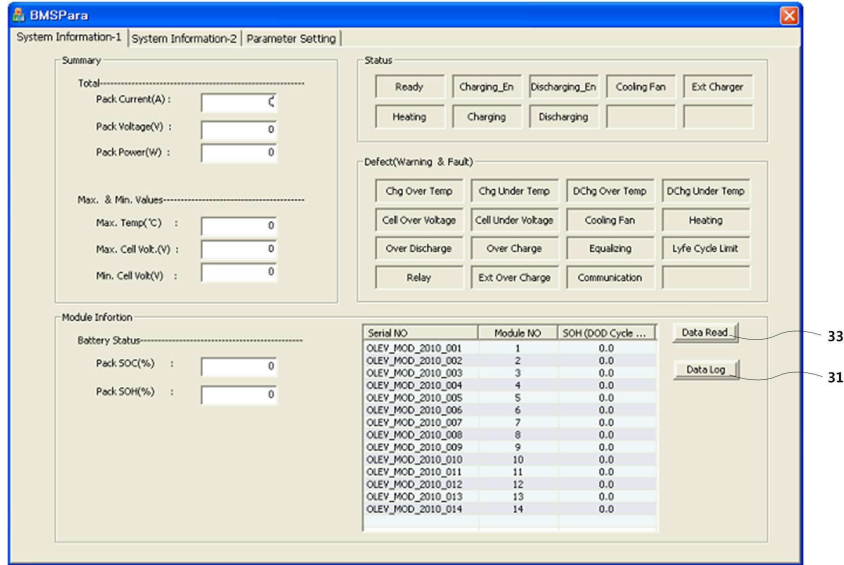 BMSPara
System Information-1 System Information-2 Parameter Setting
Summary
Total
Pack Current(A) : 0
Pack Voltage(V) : 0
Pack Power(W) : 0
Max. & Min. Values
Max. Temp(℃) : 0
Max. Cell Volt.(V) : 0
Min. Cell Volt(V) : 0
Status
Ready Charging_En Discharging_En Cooling Fan Ext Charger
Heating Charging Discharging
Defect(Warning & Fault)
Chg Over Temp Chg Under Temp DChg Over Temp DChg Under Temp
Cell Over Voltage Cell Under Voltage Cooling Fan Heating
Over Discharge Over Charge Equalizing Lyfe Cycle Limit
Relay Ext Over Charge Communication
Module Infortion
Battery Status
Pack SOC(%) : 0
Pack SOH(%) : 0
Serial NO Module NO SOH (DOD Cycle ...
OLEV_MOD_2010_001 1 0.0
OLEV_MOD_2010_002 2 0.0
OLEV_MOD_2010_003 3 0.0
OLEV_MOD_2010_004 4 0.0
OLEV_MOD_2010_005 5 0.0
OLEV_MOD_2010_006 6 0.0
OLEV_MOD_2010_007 7 0.0
OLEV_MOD_2010_008 8 0.0
OLEV_MOD_2010_009 9 0.0
OLEV_MOD_2010_010 10 0.0
OLEV_MOD_2010_011 11 0.0
OLEV_MOD_2010_012 12 0.0
OLEV_MOD_2010_013 13 0.0
OLEV_MOD_2010_014 14 0.0
Data Read 33
Data Log 31